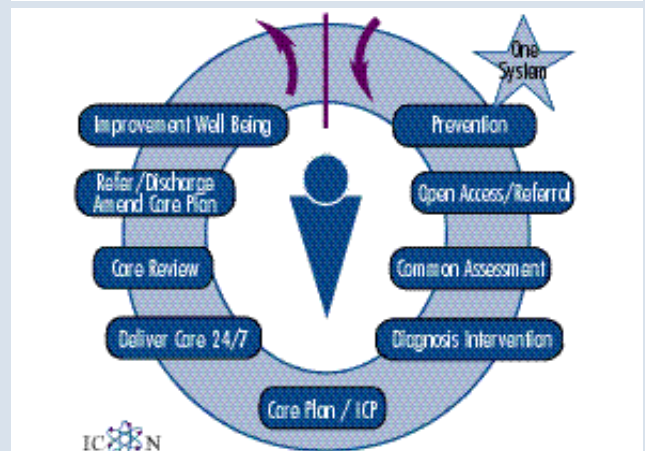 One
System
Improvement Well Being
Prevention
Refer/Discharge
Amend Care Plan
Open Access/Referral
Care Review
Common Assessment
Deliver Care 24/7
Diagnosis Intervention
Care Plan / ICP
ICON